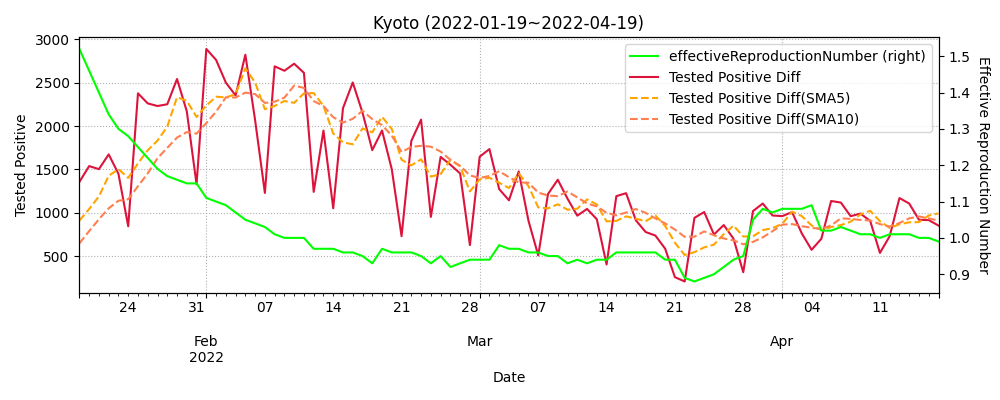 Kyoto (2022-01-19~2022-04-19)
effectiveReproductionNumber (right)
Tested Positive Diff
Tested Positive Diff(SMA5)
Tested Positive Diff(SMA10)
Tested Positive
3000
2500
2000
1500
1000
500
Effective Reproduction Number
1.5
1.4
1.3
1.2
1.1
1.0
0.9
24 31 07 14 21 28 07 14 21 28 04 11
Feb Mar Apr
2022
Date